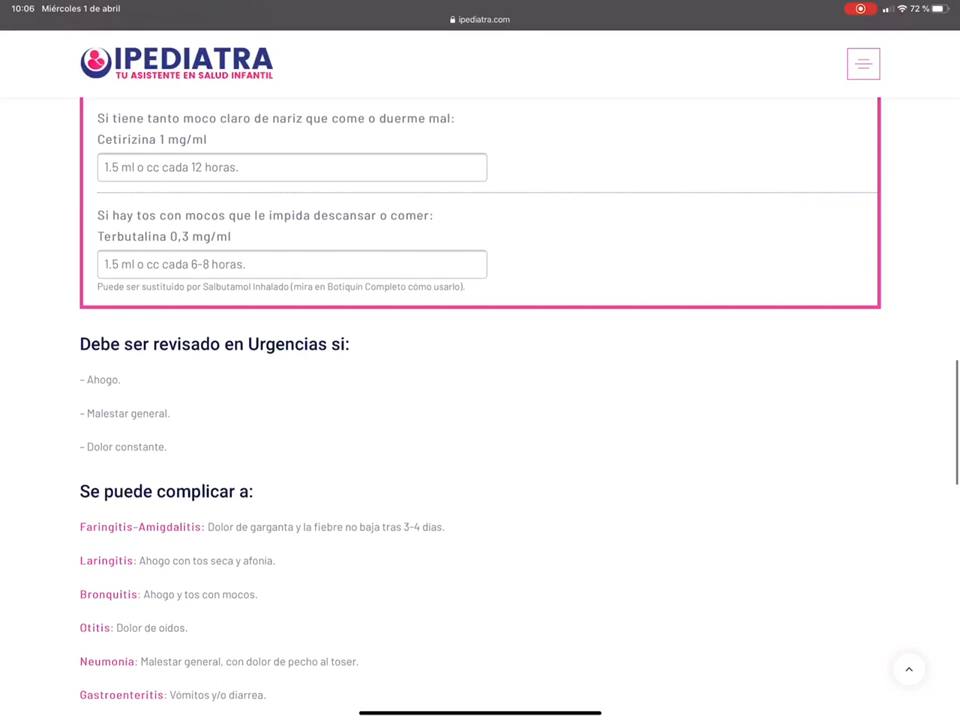 10:06 Miércoles 1 de abril
72 %
ipediatra.com
IPEDIATRA
TU ASISTENTE EN SALUD INFANTIL
Si tiene tanto moco claro de nariz que come o duerme mal:
Cetirizina 1 mg/ml
1.5 ml o cc cada 12 horas.
Si hay tos con mocos que le impida descansar o comer:
Terbutalina 0,3 mg/ml
1.5 ml o cc cada 6-8 horas.
Puede ser sustituido por Salbutamol Inhalado (mira en Botiquín Completo cómo usarlo).
Debe ser revisado en Urgencias si:
– Ahogo.
– Malestar general.
– Dolor constante.
Se puede complicar a:
Faringitis-Amigdalitis: Dolor de garganta y la fiebre no baja tras 3-4 días.
Laringitis: Ahogo con tos seca y afonía.
Bronquitis: Ahogo y tos con mocos.
Otitis: Dolor de oídos.
Neumonía: Malestar general, con dolor de pecho al toser.
Gastroenteritis: Vómitos y/o diarrea.